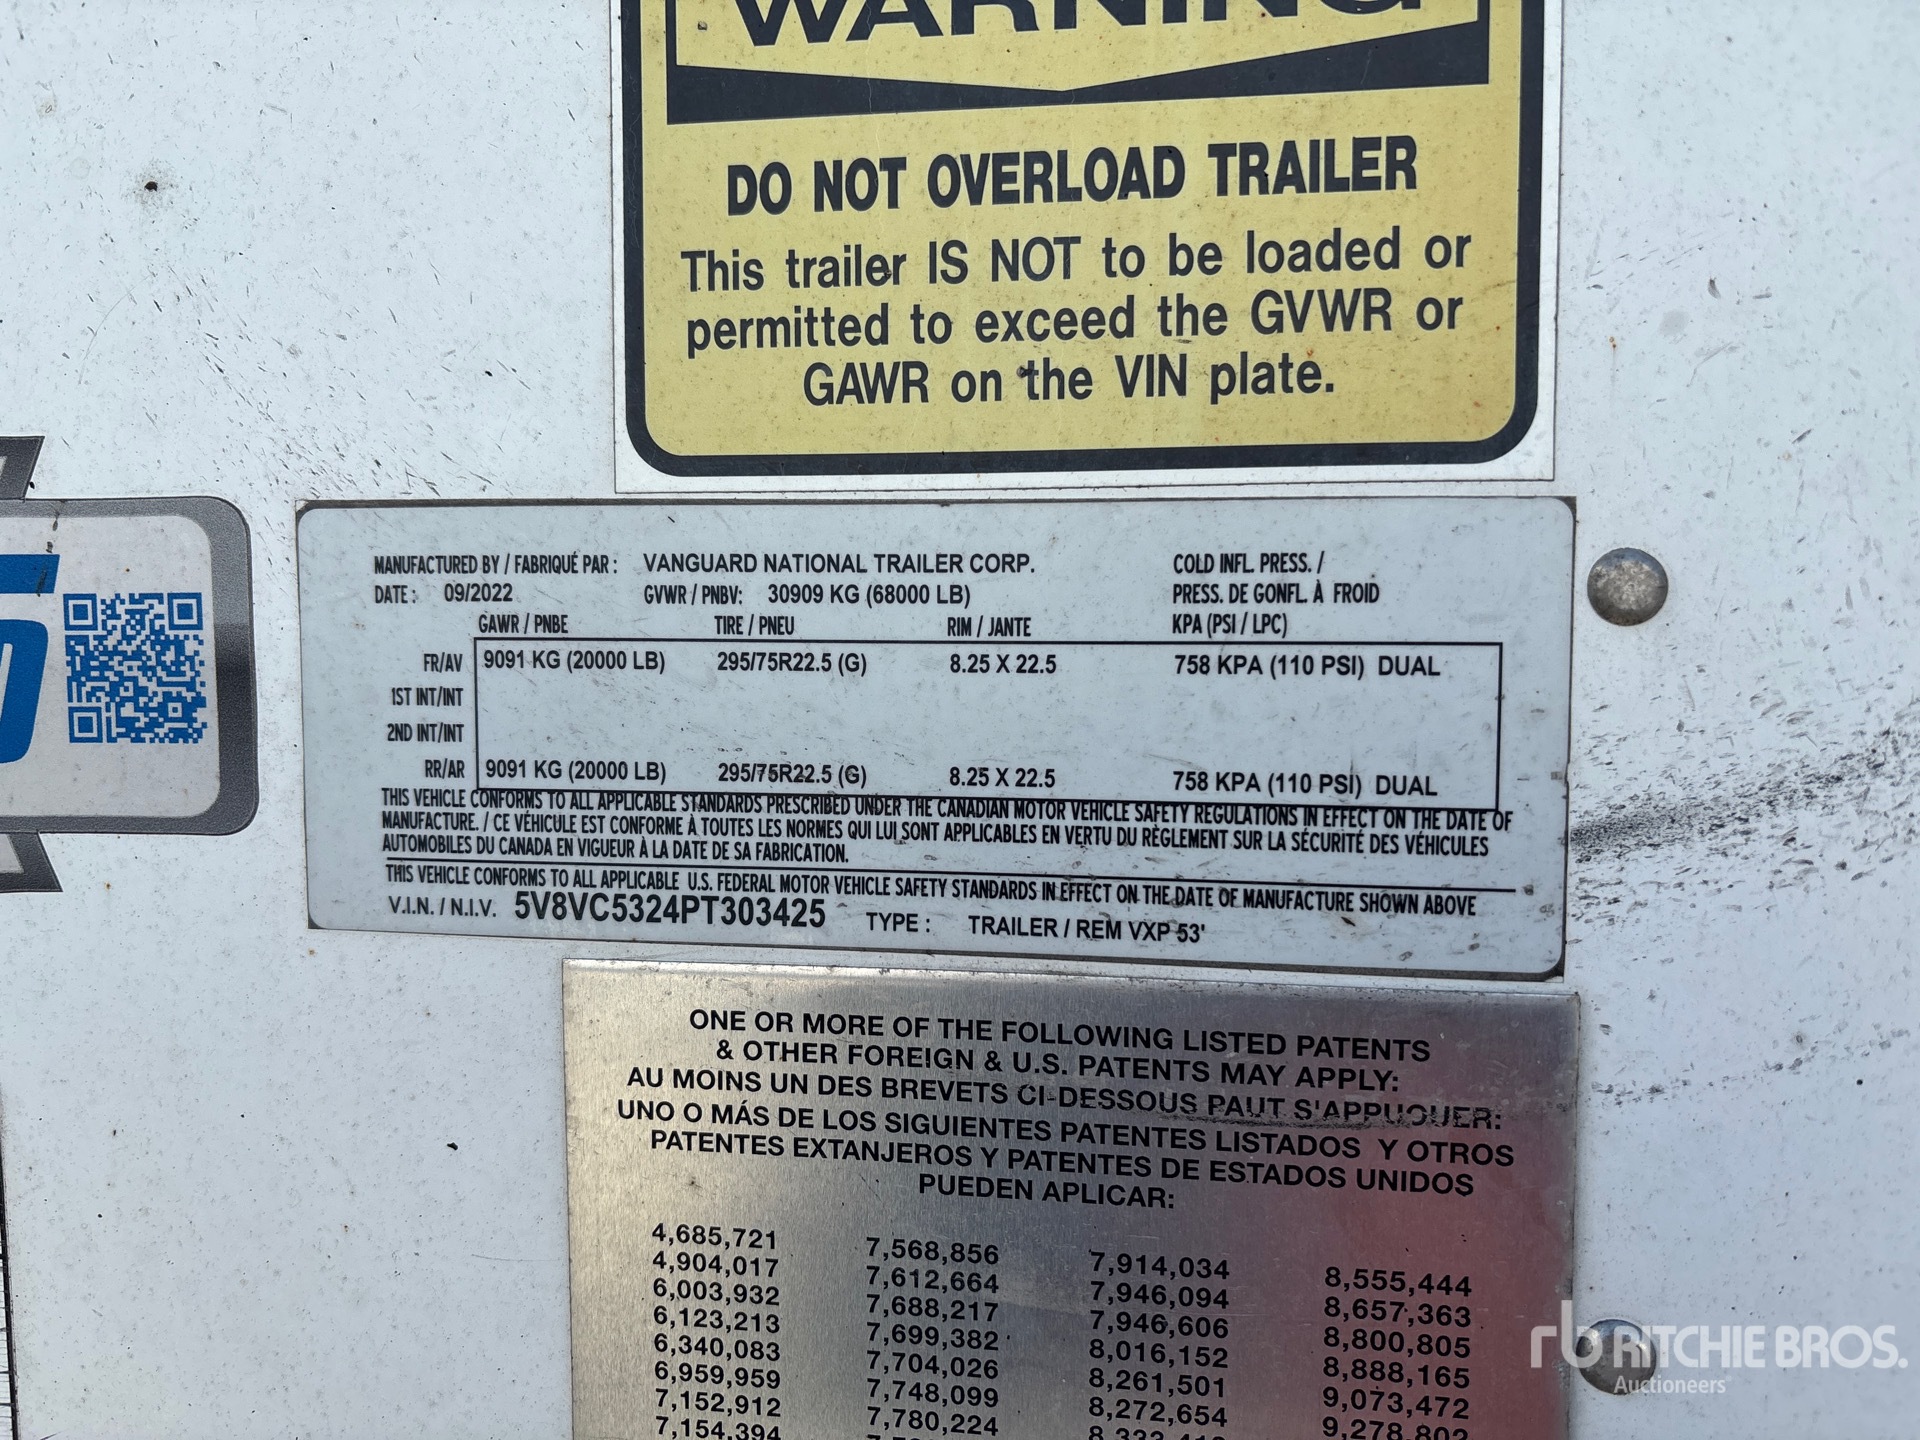 WARNING
DO NOT OVERLOAD TRAILER
This trailer IS NOT to be loaded or
permitted to exceed the GVWR or
GAWR on the VIN plate.
MANUFACTURED BY / FABRIQUÉ PAR : VANGUARD NATIONAL TRAILER CORP. COLD INFL. PRESS. /
DATE : 09/2022 GVWR / PNBV: 30909 KG (68000 LB) PRESS. DE GONFL. À FROID
GAWR / PNBE TIRE / PNEU RIM / JANTE KPA (PSI / LPC)
FR/AV 9091 KG (20000 LB) 295/75R22.5 (G) 8.25 X 22.5 758 KPA (110 PSI) DUAL
1ST INT/INT
2ND INT/INT
RR/AR 9091 KG (20000 LB) 295/75R22.5 (G) 8.25 X 22.5 758 KPA (110 PSI) DUAL
THIS VEHICLE CONFORMS TO ALL APPLICABLE STANDARDS PRESCRIBED UNDER THE CANADIAN MOTOR VEHICLE SAFETY REGULATIONS IN EFFECT ON THE DATE OF
MANUFACTURE. / CE VÉHICULE EST CONFORME À TOUTES LES NORMES QUI LUI SONT APPLICABLES EN VERTU DU RÈGLEMENT SUR LA SÉCURITÉ DES VÉHICULES
AUTOMOBILES DU CANADA EN VIGUEUR À LA DATE DE SA FABRICATION.
THIS VEHICLE CONFORMS TO ALL APPLICABLE U.S. FEDERAL MOTOR VEHICLE SAFETY STANDARDS IN EFFECT ON THE DATE OF MANUFACTURE SHOWN ABOVE
V.I.N. / N.I.V. 5V8VC5324PT303425 TYPE : TRAILER / REM VXP 53'
ONE OR MORE OF THE FOLLOWING LISTED PATENTS
& OTHER FOREIGN & U.S. PATENTS MAY APPLY:
AU MOINS UN DES BREVETS CI-DESSOUS PAUT S'APPUQUER:
UNO O MÁS DE LOS SIGUIENTES PATENTES LISTADOS Y OTROS
PATENTES EXTANJEROS Y PATENTES DE ESTADOS UNIDOS
PUEDEN APLICAR:
4,685,721 7,568,856 7,914,034 8,555,444
4,904,017 7,612,664 7,946,094 8,657,363
6,003,932 7,688,217 7,946,606 8,800,805
6,123,213 7,699,382 8,016,152 8,888,165
6,340,083 7,704,026 8,261,501 9,073,472
6,959,959 7,748,099 8,272,654 9,278,802
7,152,912 7,780,224
7,154,394
rb RITCHIE BROS.
Auctioneers